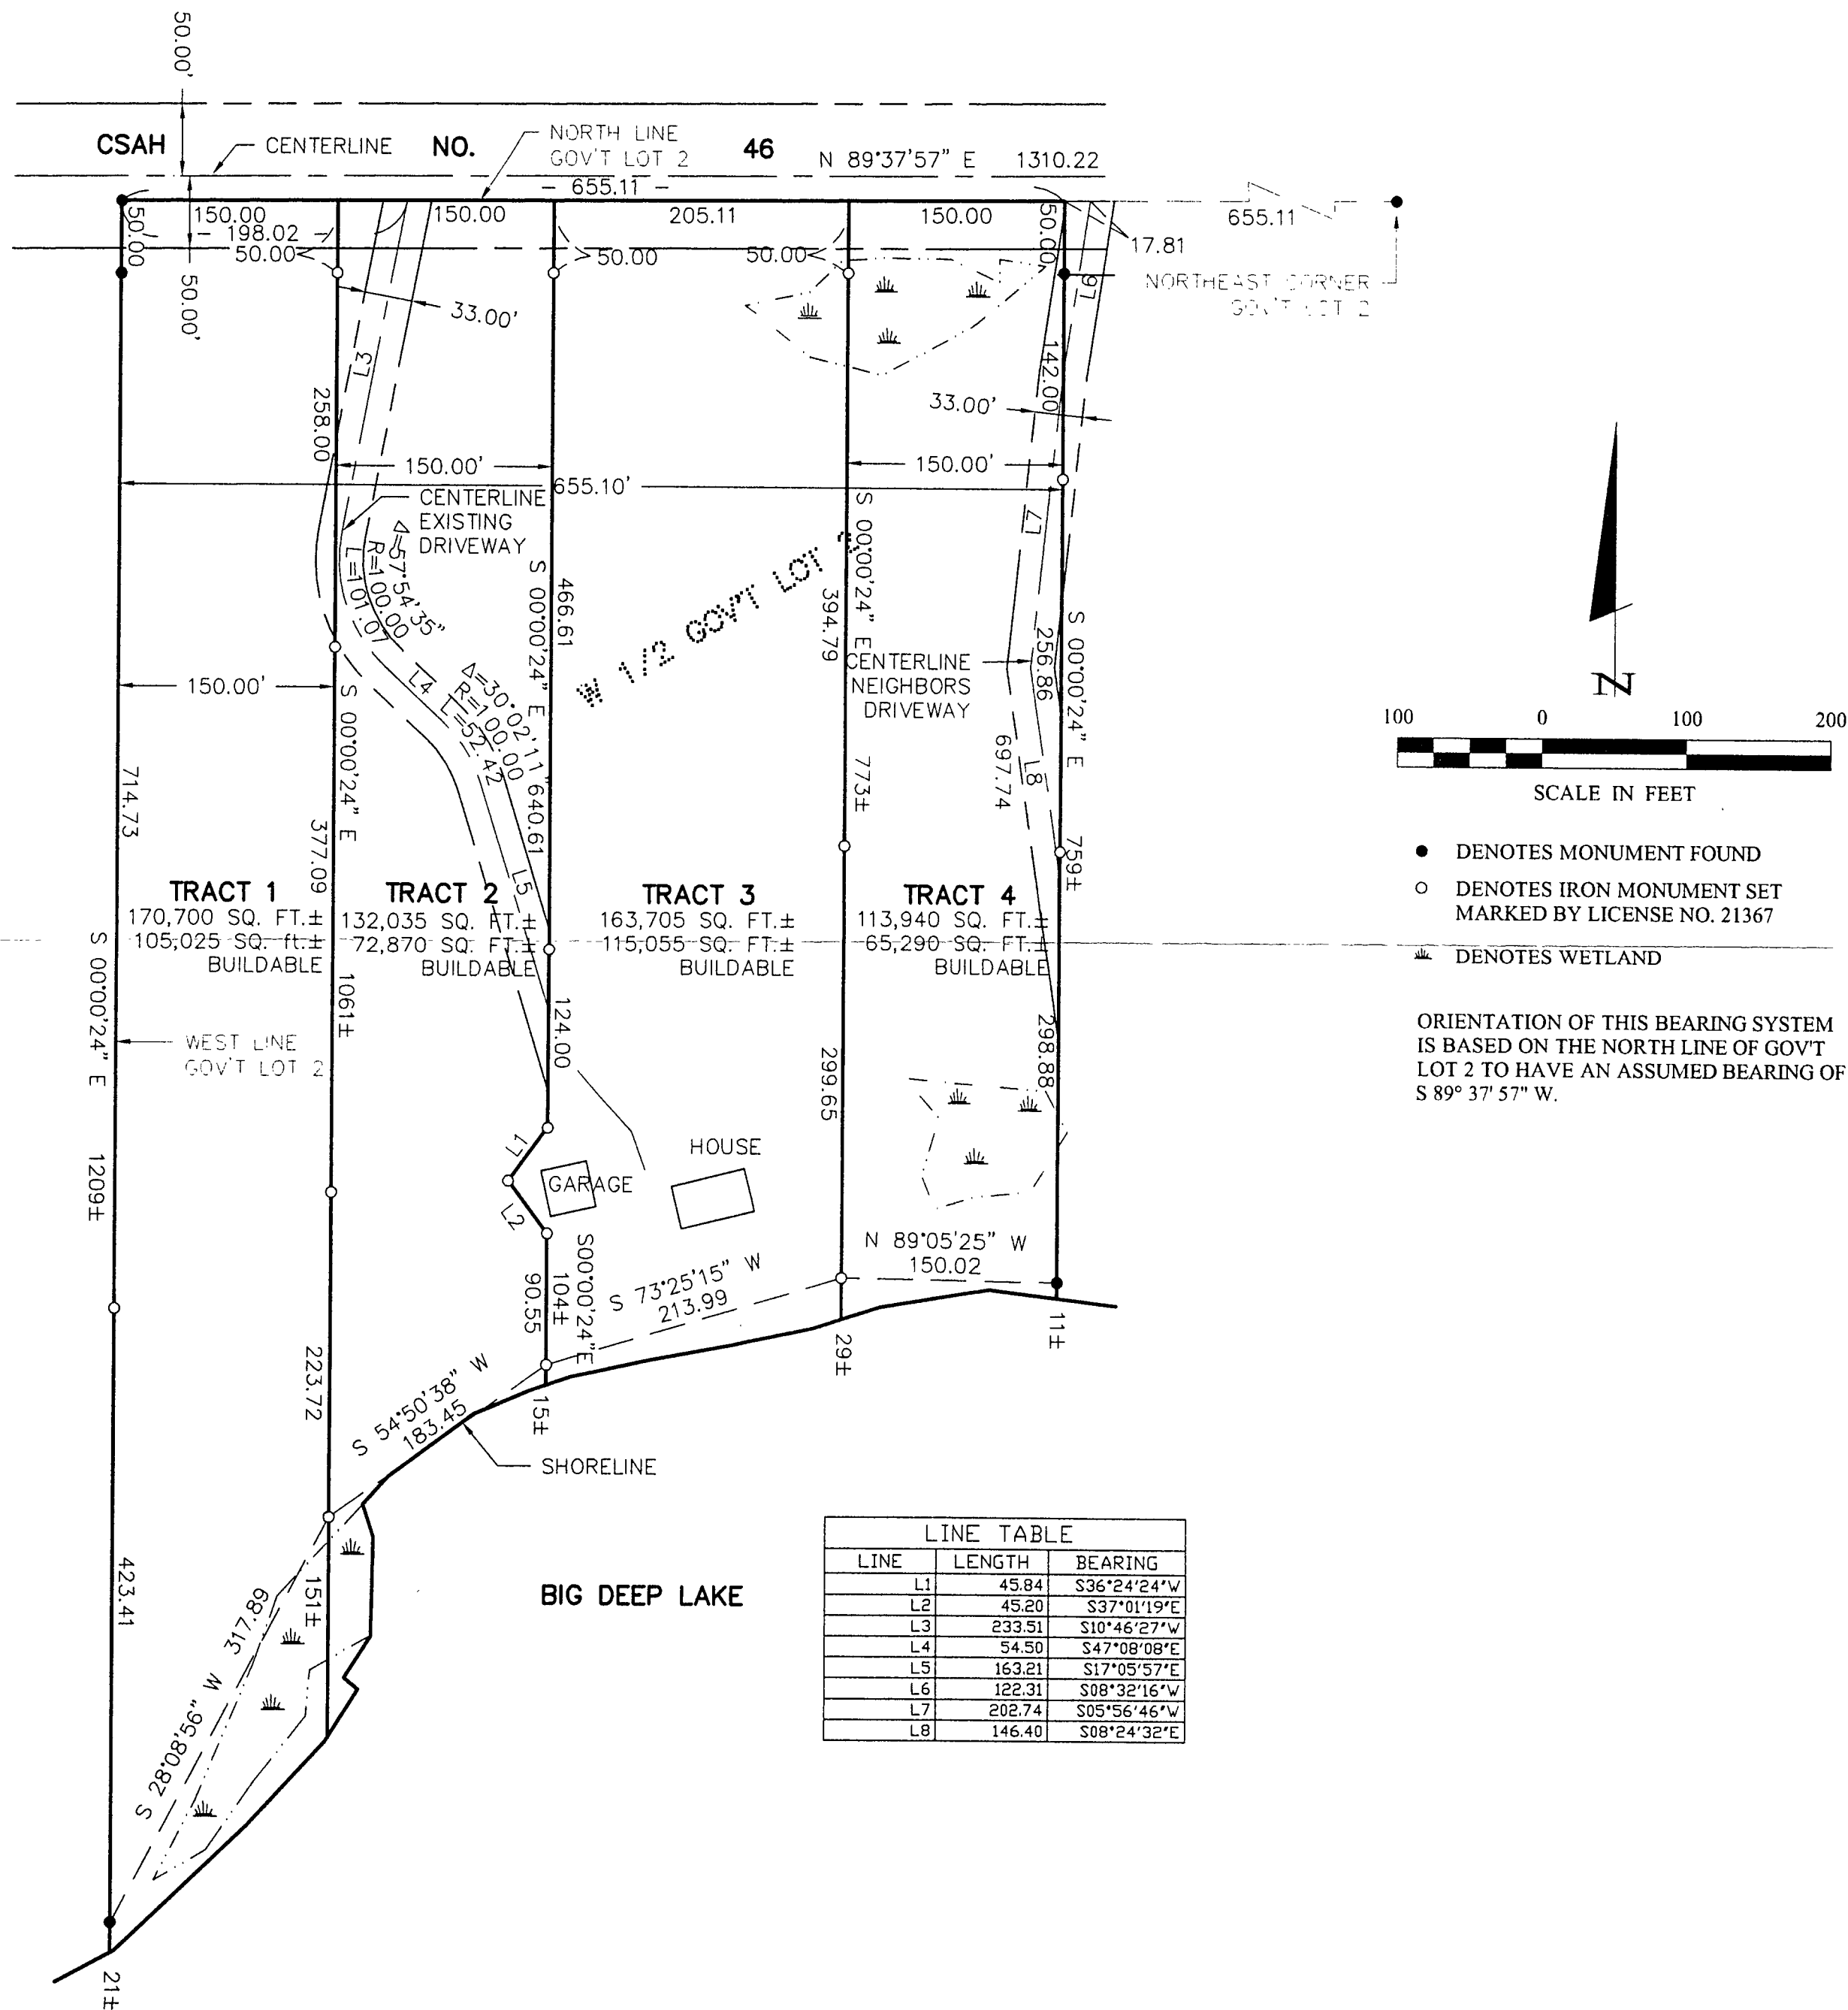 50.00'
CSAH
CENTERLINE
NO.
NORTH LINE
GOV'T LOT 2
46
N 89°37'57" E
1310.22
- 655.11 -
150.00
150.00
205.11
150.00
655.11
- 198.02 -
50.00
50.00
50.00
50.00
50.00
17.81
50.00'
33.00'
NORTHEAST CORNER
GOV'T LOT 2
L6
L3
258.00
142.00
33.00'
150.00'
150.00'
655.10'
CENTERLINE
EXISTING
DRIVEWAY
Δ=57°54'35"
R=100.00
L=101.07
S 00°00'24" E
466.61
W 1/2 GOV'T LOT 2
S 00°00'24" E
394.79
L7
CENTERLINE
NEIGHBORS
DRIVEWAY
256.86
S 00°00'24" E
150.00'
L4
Δ=30°02'11"
R=100.00
L=52.42
S 00°00'24" E
640.61
773±
697.74
L8
759±
714.73
377.09
L5
TRACT 1
170,700 SQ. FT.±
105,025 SQ. ft.±
BUILDABLE
TRACT 2
132,035 SQ. FT.±
72,870 SQ. FT.±
BUILDABLE
TRACT 3
163,705 SQ. FT.±
115,055 SQ. FT.±
BUILDABLE
TRACT 4
113,940 SQ. FT.±
65,290 SQ. FT.±
BUILDABLE
N
100 0 100 200
SCALE IN FEET
DENOTES MONUMENT FOUND
DENOTES IRON MONUMENT SET
MARKED BY LICENSE NO. 21367
DENOTES WETLAND
ORIENTATION OF THIS BEARING SYSTEM
IS BASED ON THE NORTH LINE OF GOV'T
LOT 2 TO HAVE AN ASSUMED BEARING OF
S 89° 37' 57" W.
S 00°00'24" E
1209±
WEST LINE
GOV'T LOT 2
1061±
124.00
299.65
298.88
L1
L2
GARAGE
HOUSE
N 89°05'25" W
150.02
S00°00'24"E
104±
90.55
S 73°25'15" W
213.99
29±
11±
223.72
S 54°50'38" W
183.45
15±
SHORELINE
423.41
151±
S 28°08'56" W 317.89
21±
BIG DEEP LAKE
LINE TABLE
LINE LENGTH BEARING
L1 45.84 S36°24'24"W
L2 45.20 S37°01'19"E
L3 233.51 S10°46'27"W
L4 54.50 S47°08'08"E
L5 163.21 S17°05'57"E
L6 122.31 S08°32'16"W
L7 202.74 S05°56'46"W
L8 146.40 S08°24'32"E